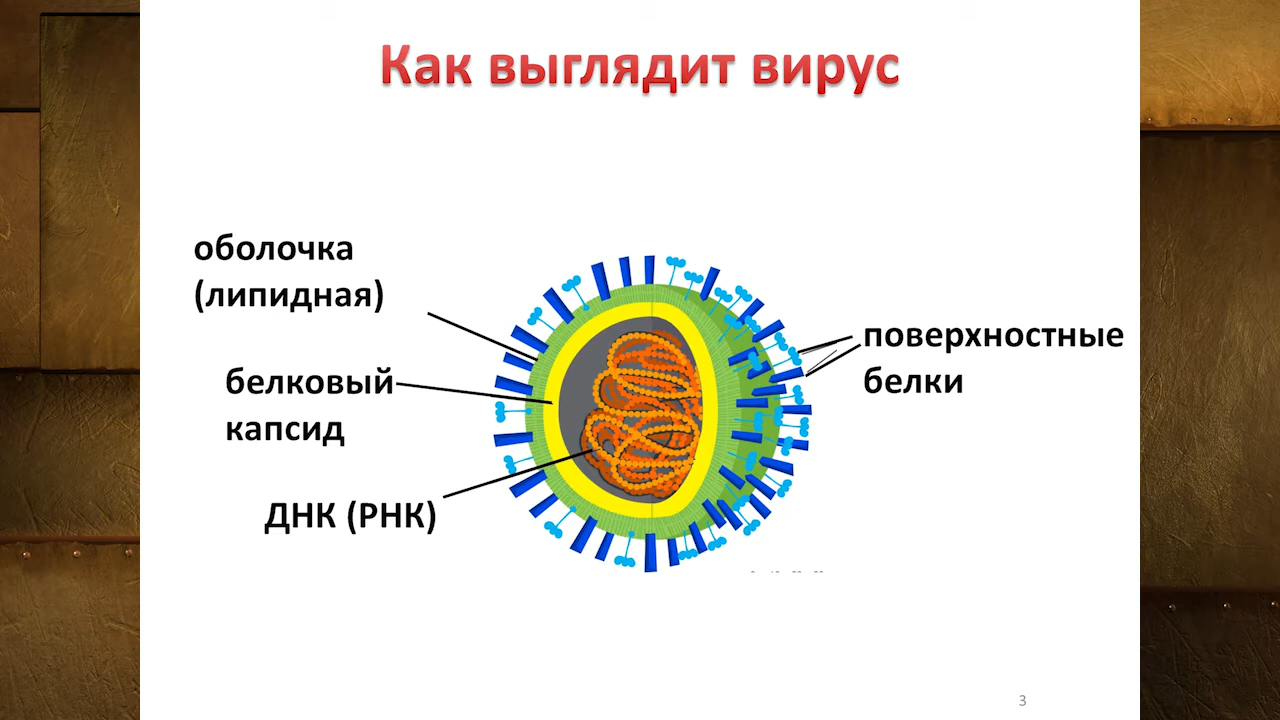 Как выглядит вирус
оболочка
(липидная)
белковый
капсид
ДНК (РНК)
поверхностные
белки
3